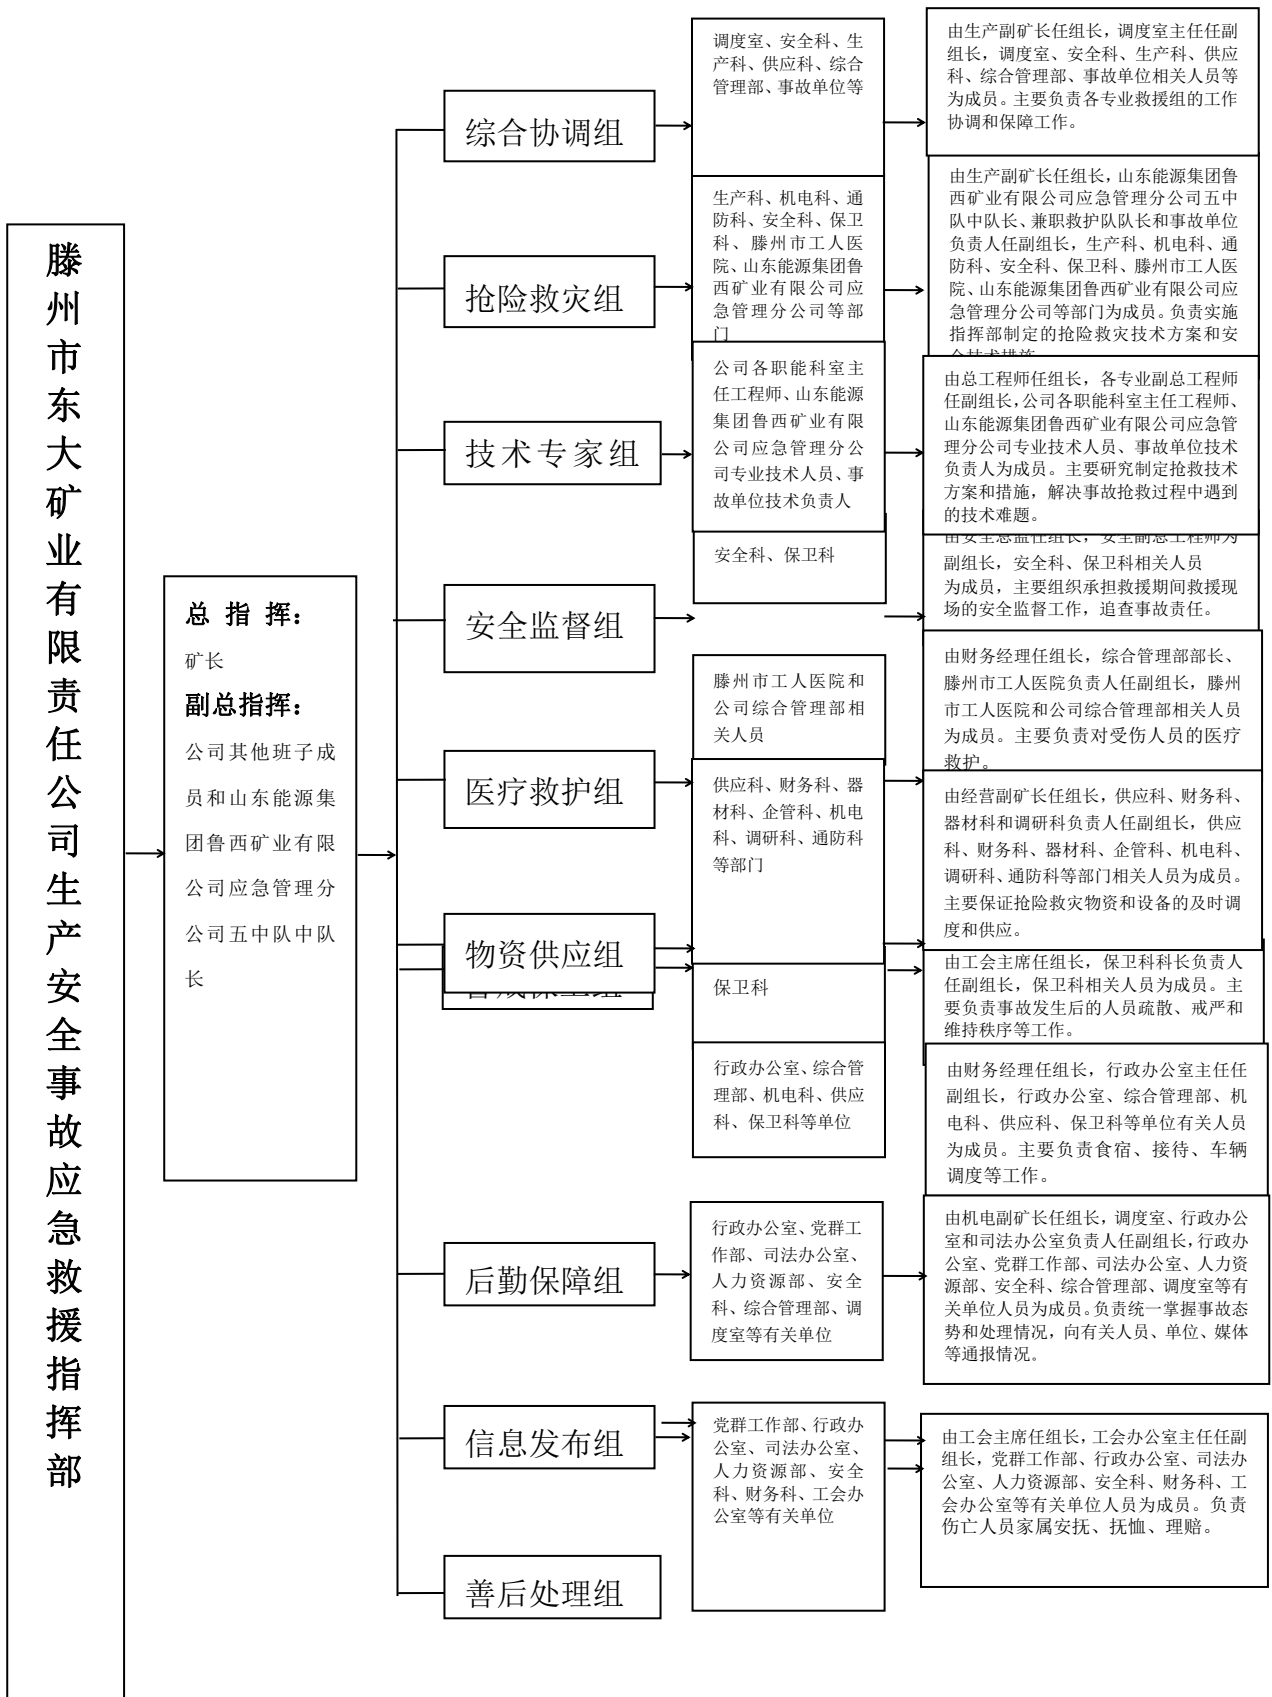 滕州市东大矿业有限责任公司生产安全事故应急救援指挥部
总 指 挥：
矿长
副总指挥：
公司其他班子成
员和山东能源集
团鲁西矿业有限
公司应急管理分
公司五中队中队
长
综合协调组
调度室、安全科、生
产科、供应科、综合
管理部、事故单位等
由生产副矿长任组长，调度室主任任副
组长，调度室、安全科、生产科、供应
科、综合管理部、事故单位相关人员等
为成员。主要负责各专业救援组的工作
协调和保障工作。
抢险救灾组
生产科、机电科、通
防科、安全科、保卫
科、滕州市工人医
院、山东能源集团鲁
西矿业有限公司应
急管理分公司等部
门
由生产副矿长任组长，山东能源集团鲁
西矿业有限公司应急管理分公司五中
队中队长、兼职救护队队长和事故单位
负责人任副组长，生产科、机电科、通
防科、安全科、保卫科、滕州市工人医
院、山东能源集团鲁西矿业有限公司应
急管理分公司等部门为成员。负责实施
指挥部制定的抢险救灾技术方案和安
技术专家组
公司各职能科室主
任工程师、山东能源
集团鲁西矿业有限
公司应急管理分公
司专业技术人员、事
故单位技术负责人
由总工程师任组长，各专业副总工程师
任副组长，公司各职能科室主任工程师、
山东能源集团鲁西矿业有限公司应急管
理分公司专业技术人员、事故单位技术
负责人为成员。主要研究制定抢救技术
方案和措施，解决事故抢救过程中遇到
的技术难题。
安全监督组
安全科、保卫科
由安全总监任组长，安全副总工程师为
副组长，安全科、保卫科相关人员
为成员，主要组织承担救援期间救援现
场的安全监督工作，追查事故责任。
医疗救护组
滕州市工人医院和
公司综合管理部相
关人员
由财务经理任组长，综合管理部部长、
滕州市工人医院负责人任副组长，滕州
市工人医院和公司综合管理部相关人员
为成员。主要负责对受伤人员的医疗
救护。
物资供应组
供应科、财务科、器
材科、企管科、机电
科、调研科、通防科
等部门
由经营副矿长任组长，供应科、财务科、
器材科和调研科负责人任副组长，供应
科、财务科、器材科、企管科、机电科、
调研科、通防科等部门相关人员为成员。
主要保证抢险救灾物资和设备的及时调
度和供应。
保卫科
由工会主席任组长，保卫科科长负责人
任副组长，保卫科相关人员为成员。主
要负责事故发生后的人员疏散、戒严和
维持秩序等工作。
行政办公室、综合管
理部、机电科、供应
科、保卫科等单位
由财务经理任组长，行政办公室主任任
副组长，行政办公室、综合管理部、机
电科、供应科、保卫科等单位有关人员
为成员。主要负责食宿、接待、车辆
调度等工作。
后勤保障组
行政办公室、党群工
作部、司法办公室、
人力资源部、安全
科、综合管理部、调
度室等有关单位
由机电副矿长任组长，调度室、行政办公
室和司法办公室负责人任副组长，行政办
公室、党群工作部、司法办公室、人力资
源部、安全科、综合管理部、调度室等有
关单位人员为成员。负责统一掌握事故态
势和处理情况，向有关人员、单位、媒体
等通报情况。
信息发布组
党群工作部、行政办
公室、司法办公室、
人力资源部、安全
科、财务科、工会办
公室等有关单位
由工会主席任组长，工会办公室主任任副
组长，党群工作部、行政办公室、司法办
公室、人力资源部、安全科、财务科、工
会办公室等有关单位人员为成员。负责
伤亡人员家属安抚、抚恤、理赔。
善后处理组